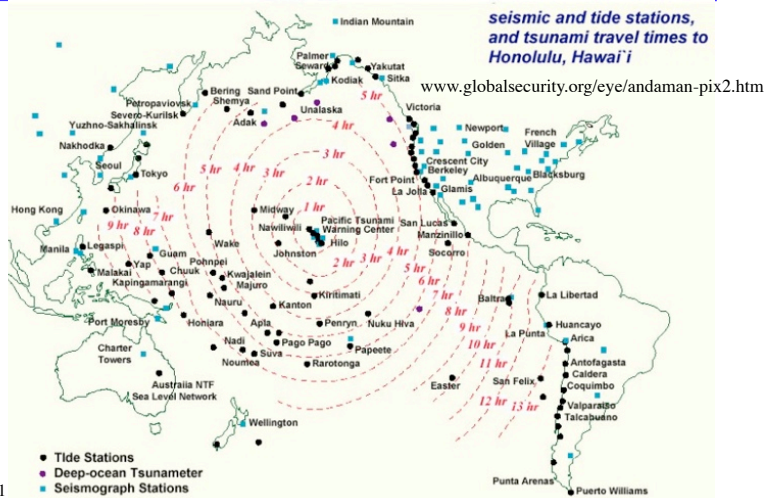 seismic and tide stations,
and tsunami travel times to
Honolulu, Hawai`i
www.globalsecurity.org/eye/andaman-pix2.htm
Indian Mountain
Palmer
Seward
Yakutat
Kodiak
Sitka
Bering
Shemya
Sand Point
Petropaviovsk
Severo-Kurilsk
Adak
Unalaska
5 hr
Victoria
Yuzhno-Sakhalinsk
4 hr
Newport
French
Village
Nakhodka
Golden
3 hr
Seoul
5 hr
4 hr
3 hr
Crescent City
Berkeley
Albuquerque
Blacksburg
Tokyo
6 hr
2 hr
Fort Point
La Jolla
Glamis
Hong Kong
Okinawa
7 hr
Midway
1 hr
9 hr
8 hr
Nawiliwili
Pacific Tsunami
Warning Center
San Lucas
Manzinillo
Manila
Legaspi
Wake
Hilo
Johnston
Socorro
Guam
Yap
Pohnpei
2 hr
3 hr
4 hr
5 hr
Malakai
Chuuk
Kwajalein
6 hr
Kapingamarangi
Majuro
Kiritimati
7 hr
Baltra
La Libertad
Nauru
Kanton
8 hr
Port Moresby
Honiara
Apla
Penryn
Nuku Hiva
9 hr
La Punta
Huancayo
Arica
Charter
Towers
Nadi
Pago Pago
Papeete
10 hr
Suva
Noumea
Rarotonga
11 hr
Antofagasta
Caldera
Australia NTF
Sea Level Network
Easter
San Felix
Coquimbo
12 hr
13 hr
Valparaiso
Talcabuano
Wellington
Tide Stations
Deep-ocean Tsunameter
Seismograph Stations
Punta Arenas
Puerto Williams
1